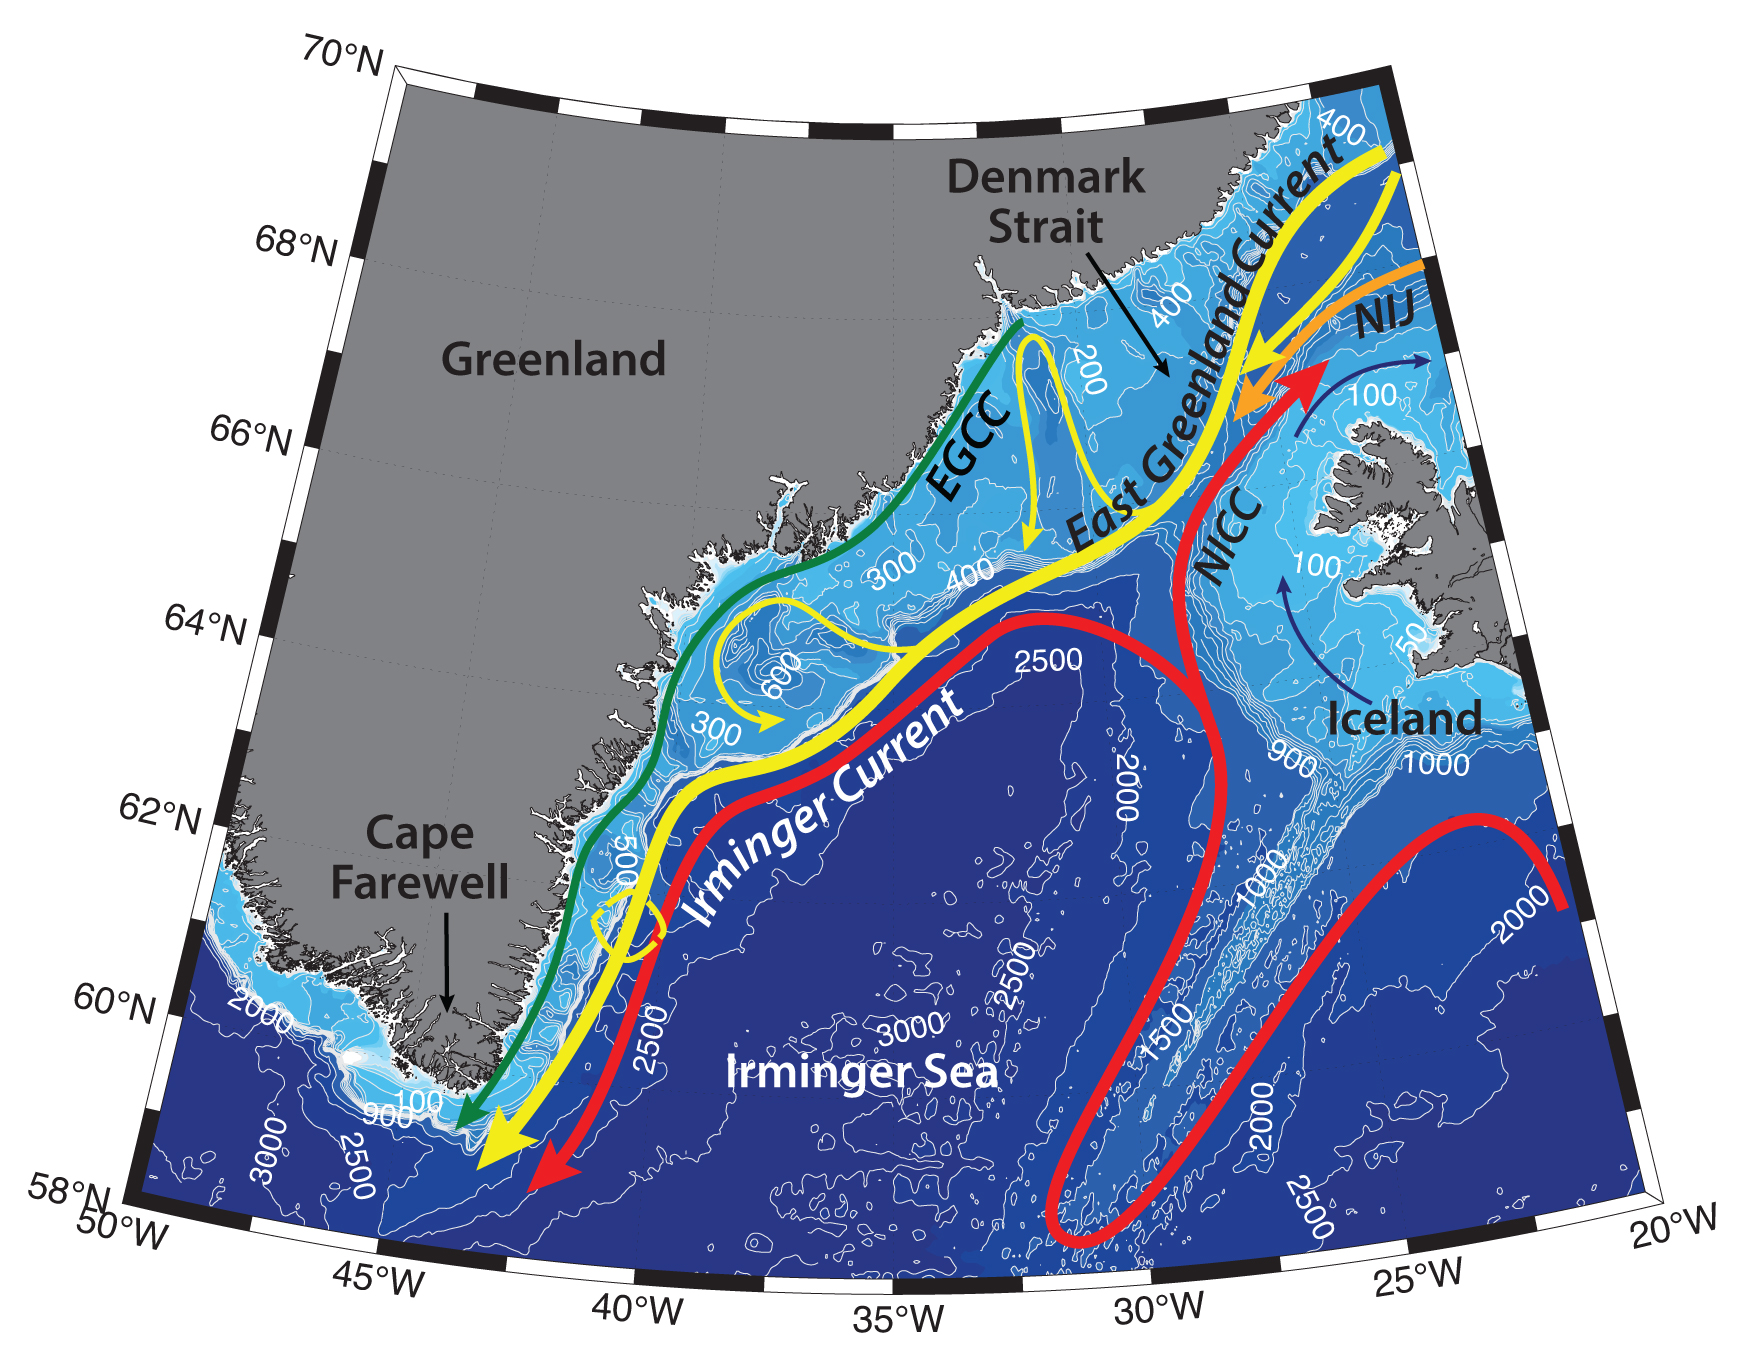 70°N
400
Denmark
Strait
68°N
East Greenland Current
NIJ
400
Greenland
200
100
66°N
EGCC
NICC
300
400
100
64°N
50
2500
600
Iceland
300
Irminger Current
900
1000
2000
62°N
Cape
Farewell
500
1000
2000
60°N
2000
2500
3000
2500
1500
Irminger Sea
100
900
2000
3000
2500
2500
58°N
50°W
45°W
40°W
35°W
30°W
25°W
20°W